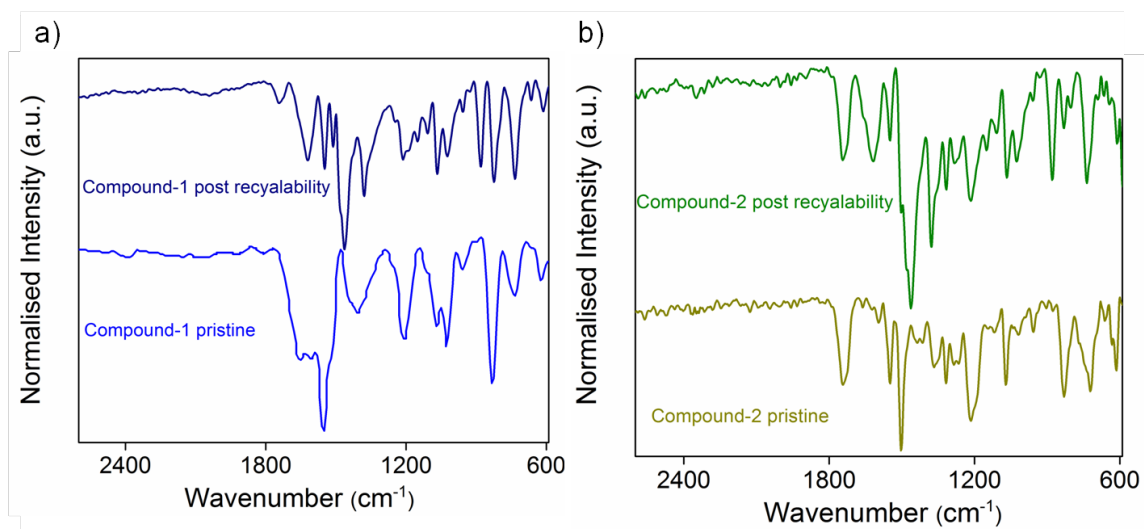 a)
Normalised Intensity (a.u.)
Compound-1 post recyalability
Compound-1 pristine
2400 1800 1200 600
Wavenumber (cm-1)
b)
Normalised Intensity (a.u.)
Compound-2 post recyalability
Compound-2 pristine
2400 1800 1200 600
Wavenumber (cm-1)